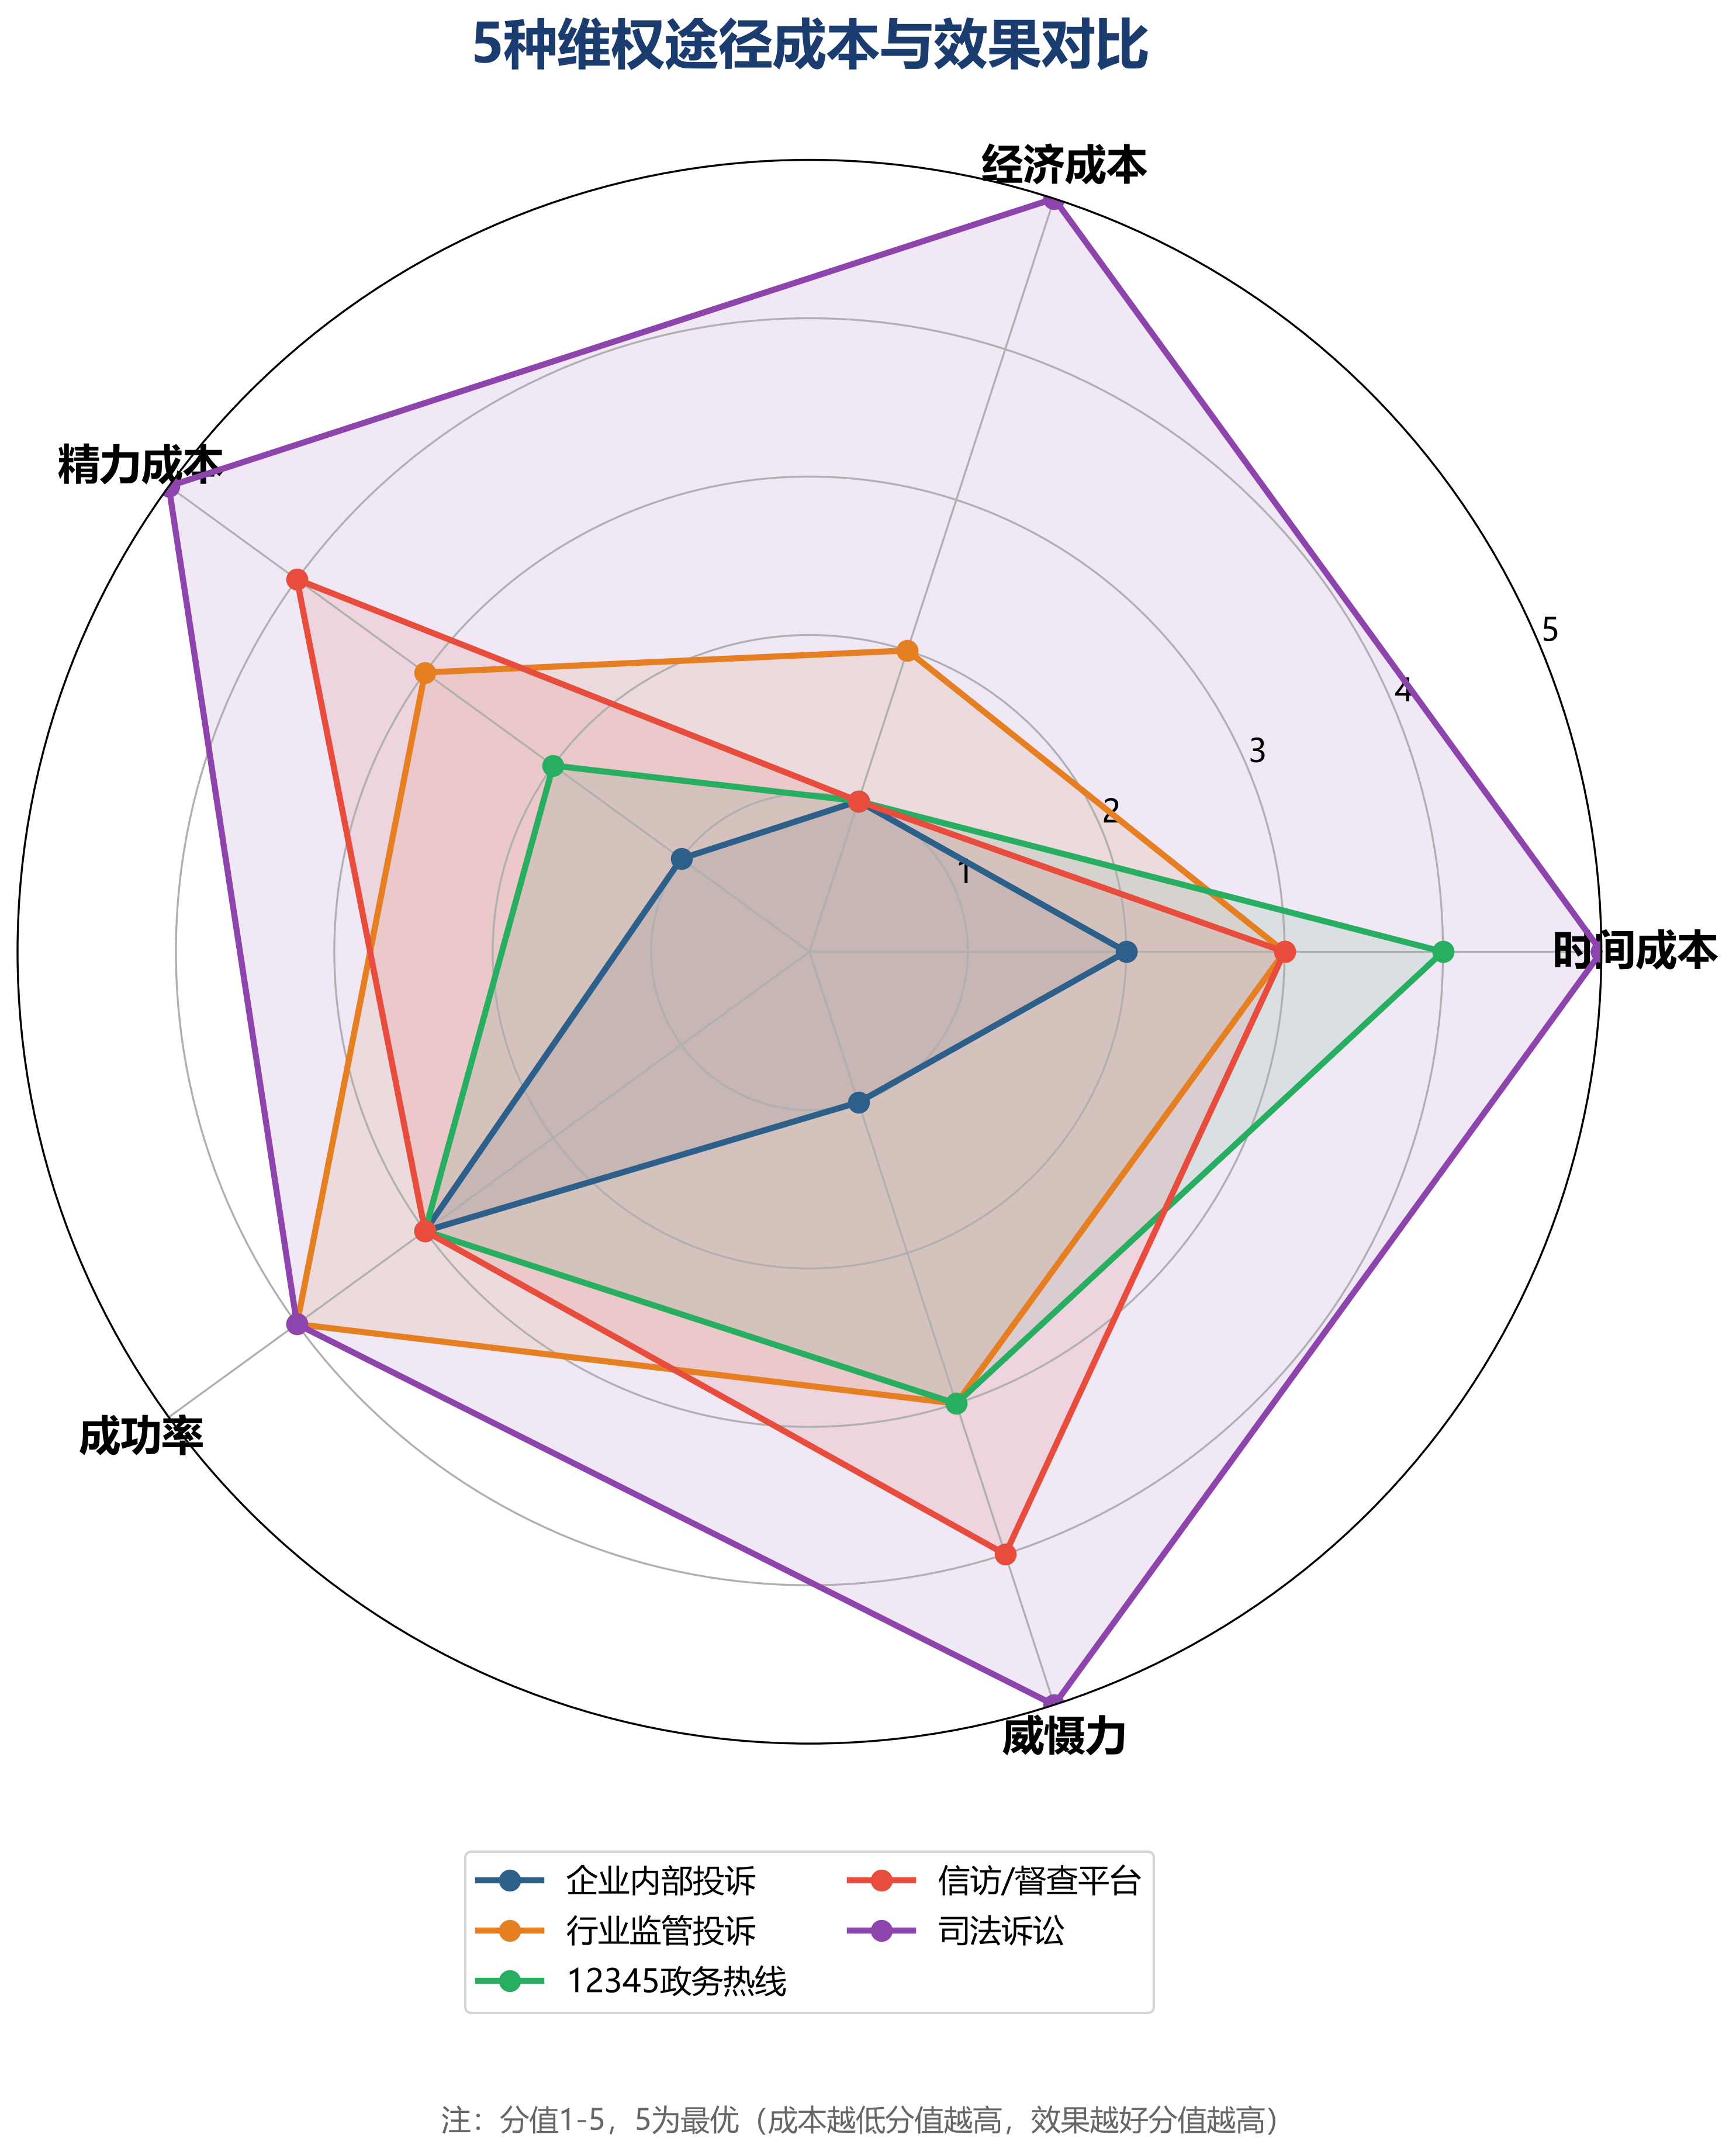 5种维权途径成本与效果对比
经济成本
精力成本
5
4
3
2
1
时间成本
成功率
威慑力
企业内部投诉
行业监管投诉
12345政务热线
信访/督查平台
司法诉讼
注：分值1-5，5为最优（成本越低分值越高，效果越好分值越高）